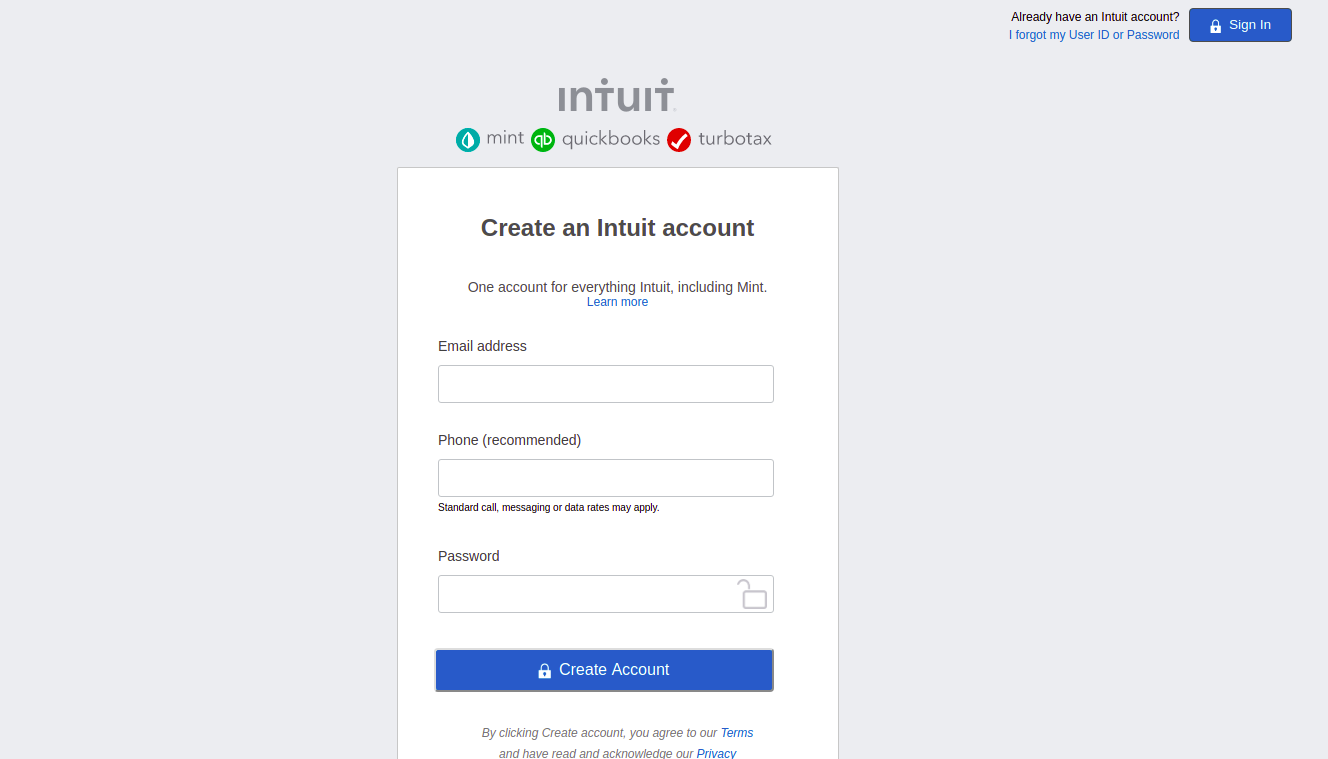 Already have an Intuit account?
I forgot my User ID or Password
Sign In
intuit
mint quickbooks turbotax
Create an Intuit account
One account for everything Intuit, including Mint.
Learn more
Email address
Phone (recommended)
Standard call, messaging or data rates may apply.
Password
Create Account
By clicking Create account, you agree to our Terms
and have read and acknowledge our Privacy